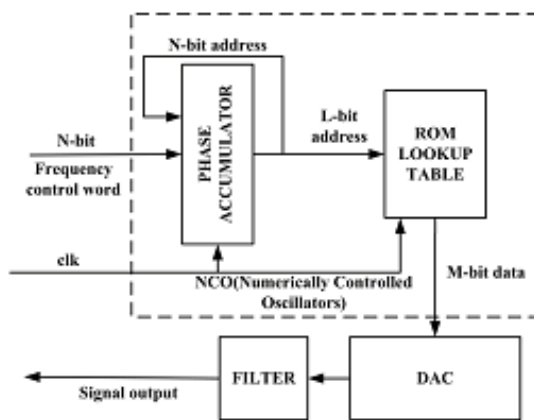 N-bit address
N-bit
Frequency
control word
PHASE
ACCUMULATOR
L-bit
address
ROM
LOOKUP
TABLE
clk
NCO(Numerically Controlled
Oscillators)
M-bit data
Signal output
FILTER
DAC